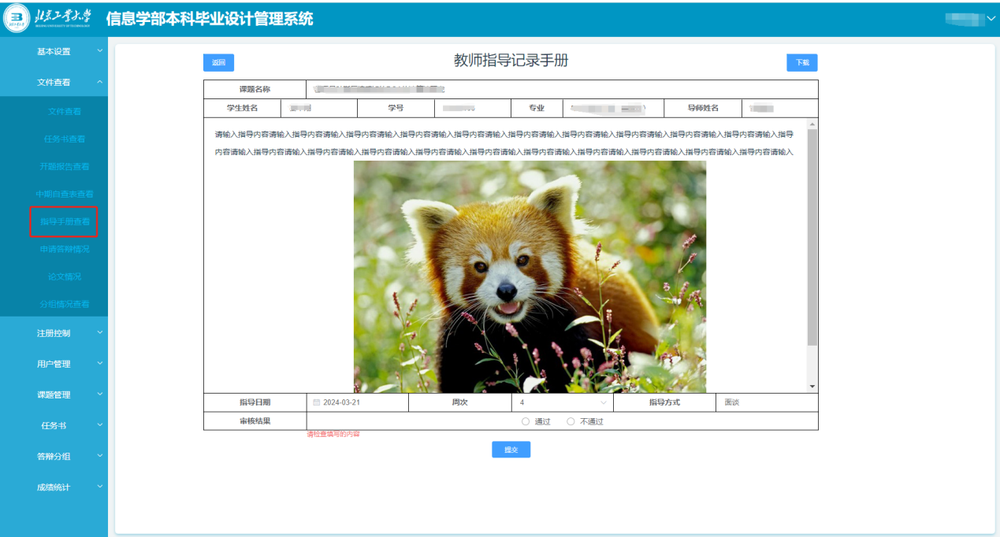 北京工业大学
BEIJING UNIVERSITY OF TECHNOLOGY
信息学部本科毕业设计管理系统
基本设置
文件查看
文件查看
任务书查看
开题报告查看
中期自查表查看
指导手册查看
申请答辩情况
论文情况
分组情况查看
注册控制
用户管理
课题管理
任务书
答辩分组
成绩统计
返回
教师指导记录手册
下载
课题名称
学生姓名 学号 专业 导师姓名
请输入指导内容请输入指导内容请输入指导内容请输入指导内容请输入指导内容请输入指导内容请输入指导内容请输入指导内容请输入指导内容请输入指导内容请输入指导
内容请输入指导内容请输入指导内容请输入指导内容请输入指导内容请输入指导内容请输入指导内容请输入指导内容请输入指导内容请输入指导内容请输入指导内容请输入
指导日期 2024-03-21 周次 4 指导方式 面谈
审核结果 通过 不通过
请检查填写的内容
提交